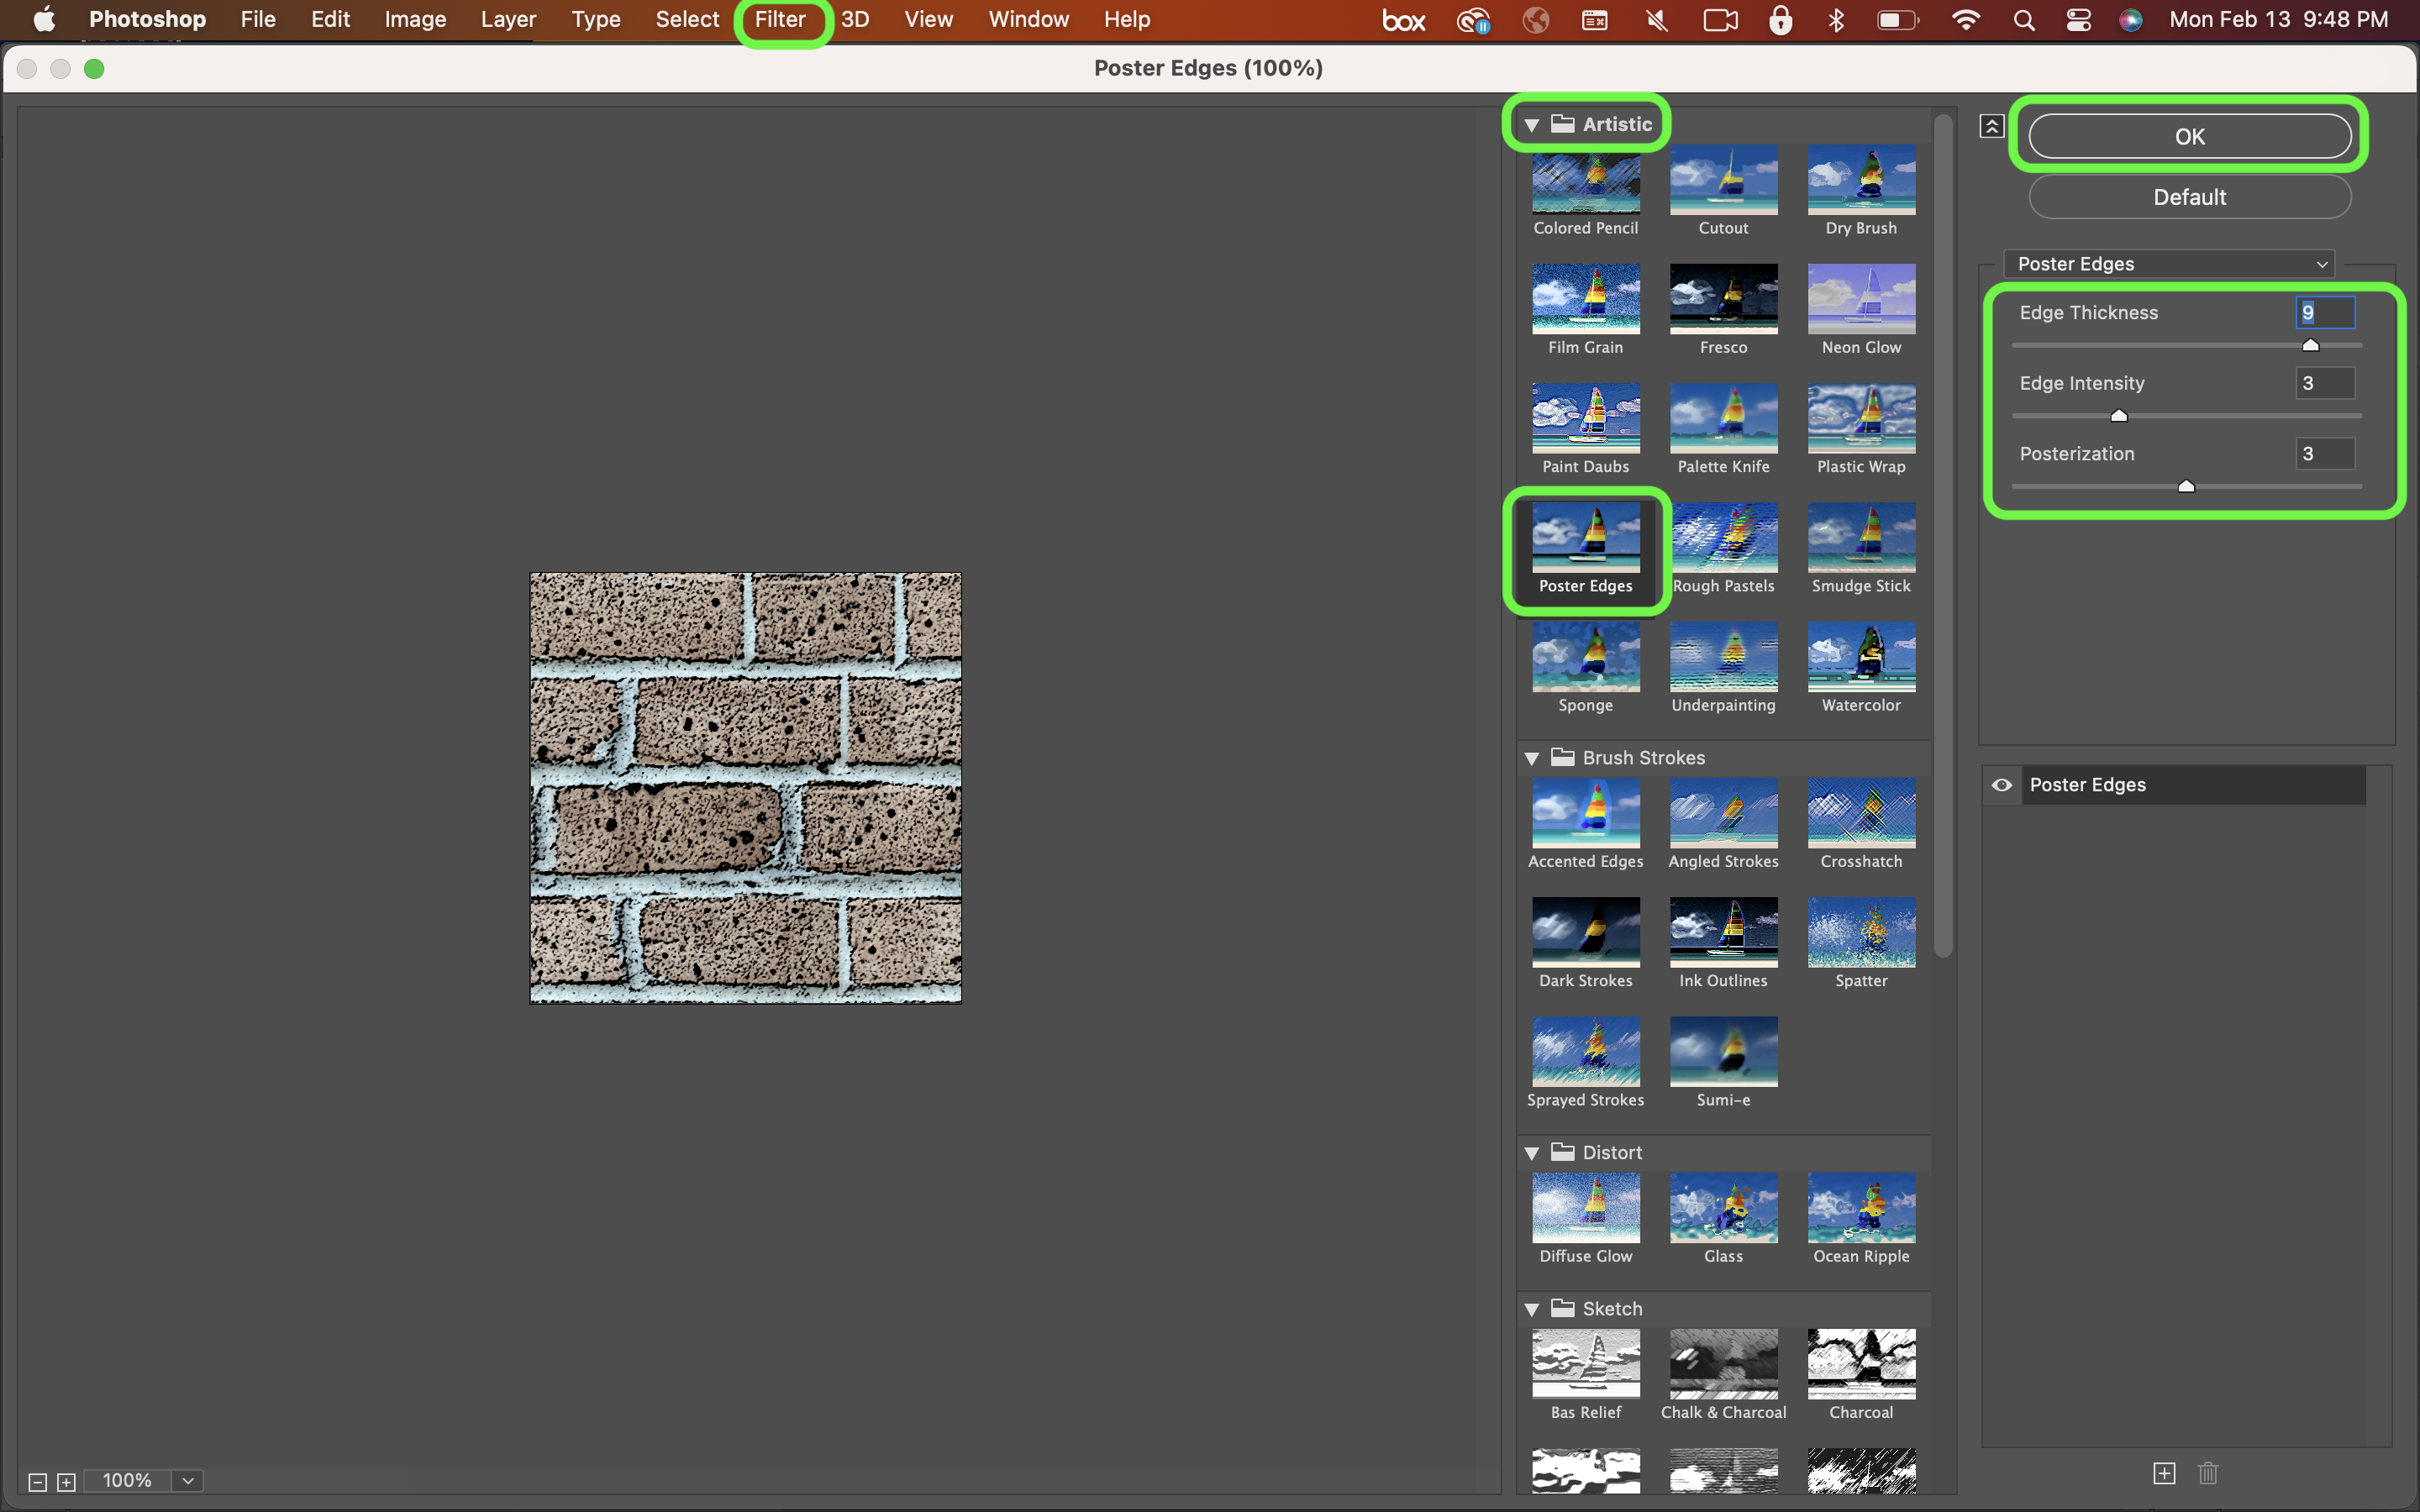 Photoshop File Edit Image Layer Type Select Filter 3D View Window Help box Mon Feb 13 9:48 PM
Poster Edges (100%)
Artistic
Colored Pencil Cutout Dry Brush
Film Grain Fresco Neon Glow
Paint Daubs Palette Knife Plastic Wrap
Poster Edges Rough Pastels Smudge Stick
Sponge Underpainting Watercolor
Brush Strokes
Accented Edges Angled Strokes Crosshatch
Dark Strokes Ink Outlines Spatter
Sprayed Strokes Sumi-e
Distort
Diffuse Glow Glass Ocean Ripple
Sketch
Bas Relief Chalk & Charcoal Charcoal
OK
Default
Poster Edges
Edge Thickness 9
Edge Intensity 3
Posterization 3
Poster Edges
100%